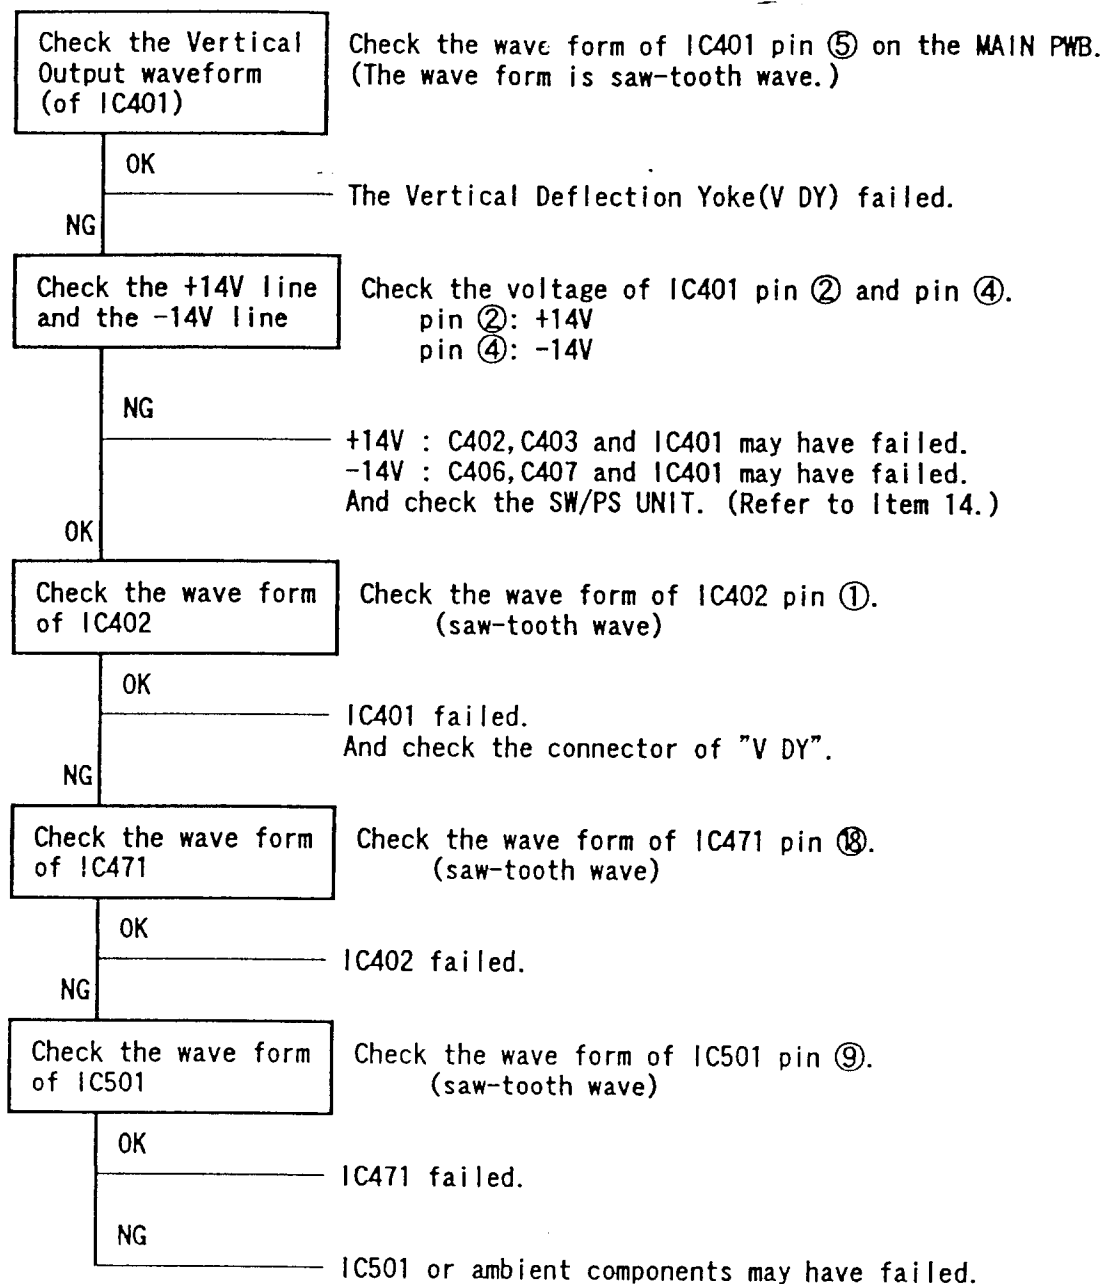 Check the Vertical
Output waveform
(of IC401)
Check the wave form of IC401 pin ⑤ on the MAIN PWB.
(The wave form is saw-tooth wave.)
OK
The Vertical Deflection Yoke(V DY) failed.
NG
Check the +14V line
and the -14V line
Check the voltage of IC401 pin ② and pin ④.
pin ②: +14V
pin ④: -14V
NG
+14V : C402,C403 and IC401 may have failed.
-14V : C406,C407 and IC401 may have failed.
And check the SW/PS UNIT. (Refer to Item 14.)
OK
Check the wave form
of IC402
Check the wave form of IC402 pin ①.
(saw-tooth wave)
OK
IC401 failed.
And check the connector of "V DY".
NG
Check the wave form
of IC471
Check the wave form of IC471 pin ⑱.
(saw-tooth wave)
OK
IC402 failed.
NG
Check the wave form
of IC501
Check the wave form of IC501 pin ⑨.
(saw-tooth wave)
OK
IC471 failed.
NG
IC501 or ambient components may have failed.